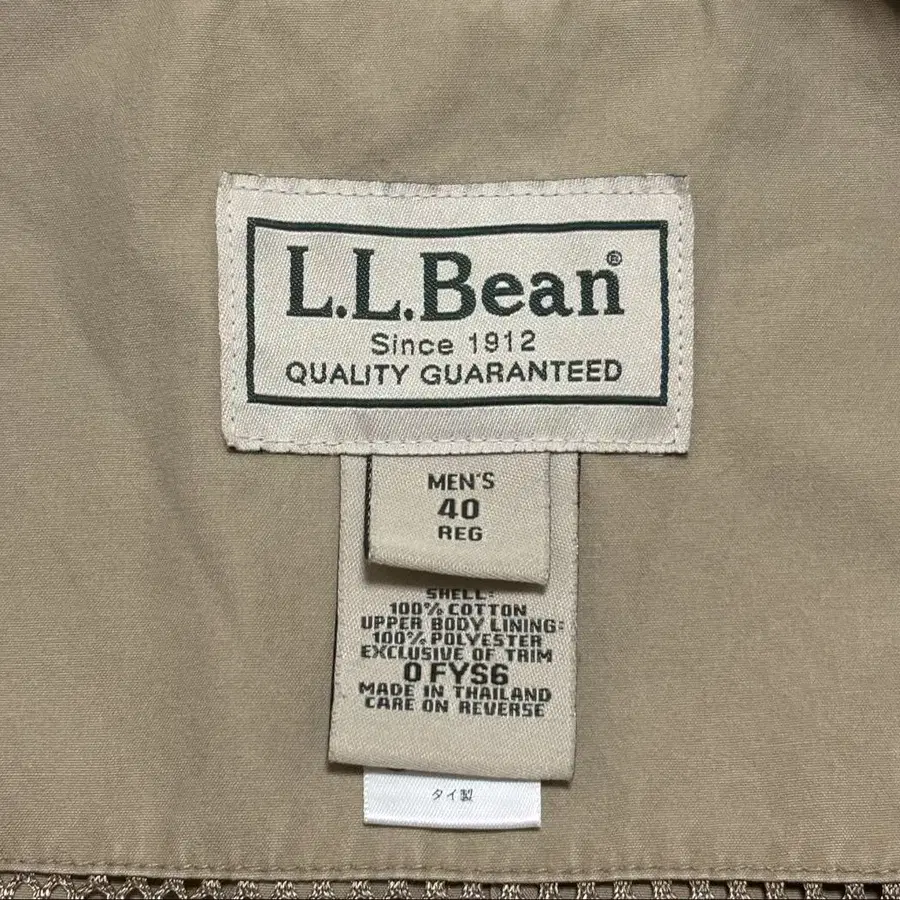 L.L.Bean®
Since 1912
QUALITY GUARANTEED
MEN'S
40
REG
SHELL:
100% COTTON
UPPER BODY LINING:
100% POLYESTER
EXCLUSIVE OF TRIM
0 FYS6
MADE IN THAILAND
CARE ON REVERSE
タイ製